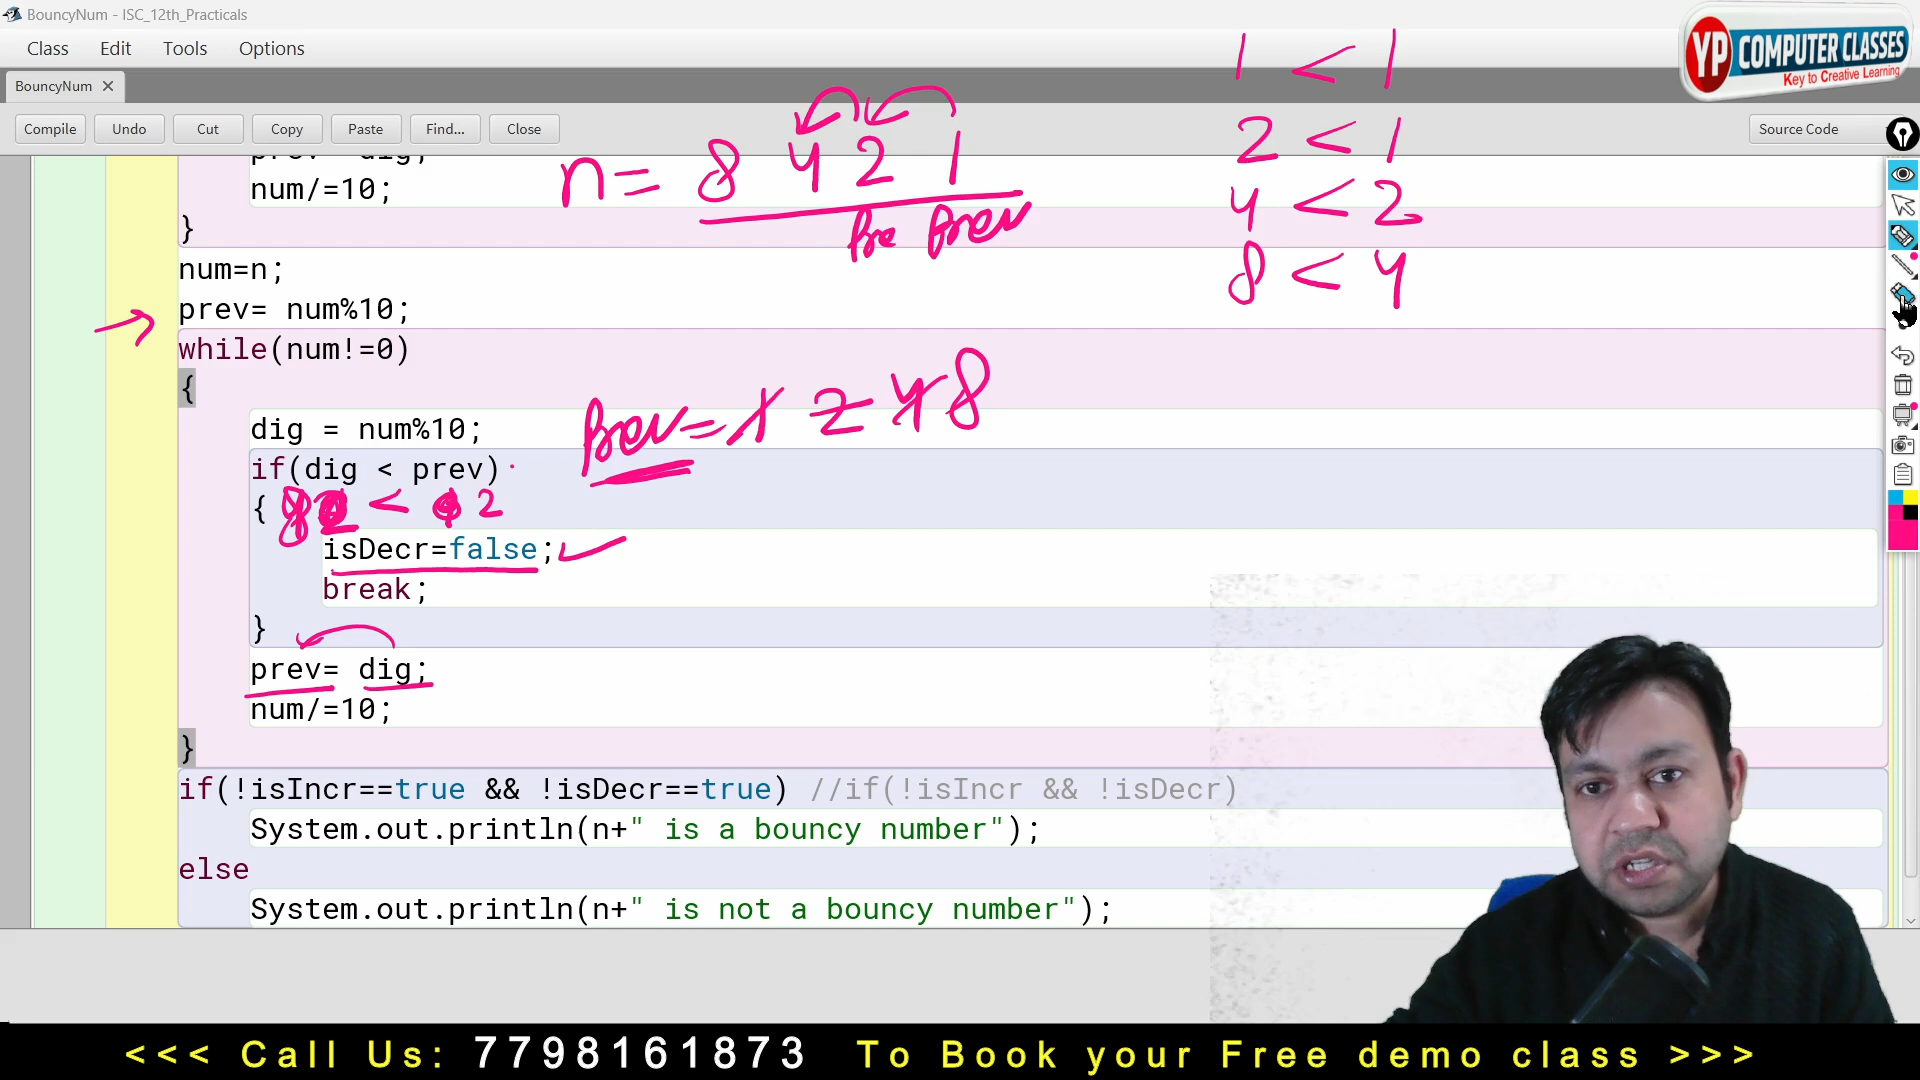 BouncyNum - ISC_12th_Practicals
Class Edit Tools Options
YP COMPUTER CLASSES
Key to Creative Learning
BouncyNum
Compile Undo Cut Copy Paste Find... Close Source Code
1 < 1
2 < 1
4 < 2
8 < 4
n = 8 4 2 1
Pre Prev
prev= dig;
num/=10;
}
num=n;
prev= num%10;
while(num!=0)
{
Prev = 1 2 4 8
dig = num%10;
if(dig < prev)
{ 8 2 < 2
isDecr=false;
break;
}
prev= dig;
num/=10;
}
if(!isIncr==true && !isDecr==true) //if(!isIncr && !isDecr)
System.out.println(n+" is a bouncy number");
else
System.out.println(n+" is not a bouncy number");
<<< Call Us: 7798161873 To Book your Free demo class >>>